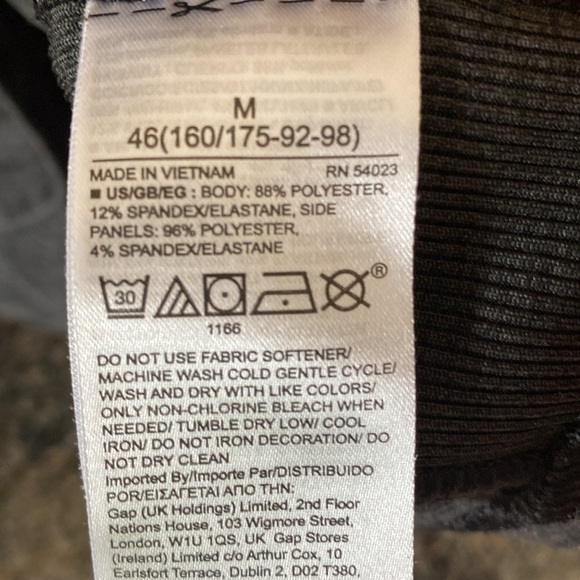 M
46(160/175-92-98)
MADE IN VIETNAM RN 54023
■ US/GB/EG : BODY: 88% POLYESTER,
12% SPANDEX/ELASTANE, SIDE
PANELS: 96% POLYESTER,
4% SPANDEX/ELASTANE
30 ®
1166
DO NOT USE FABRIC SOFTENER/
MACHINE WASH COLD GENTLE CYCLE/
WASH AND DRY WITH LIKE COLORS/
ONLY NON-CHLORINE BLEACH WHEN
NEEDED/ TUMBLE DRY LOW/ COOL
IRON/ DO NOT IRON DECORATION/ DO
NOT DRY CLEAN
Imported By/Importe Par/DISTRIBUIDO
POR/ΕΙΣΑΓΕΤΑΙ ΑΠΟ ΤΗΝ:
Gap (UK Holdings) Limited, 2nd Floor
Nations House, 103 Wigmore Street,
London, W1U 1QS, UK Gap Stores
(Ireland) Limited c/o Arthur Cox, 10
Earlsfort Terrace, Dublin 2, D02 T380,